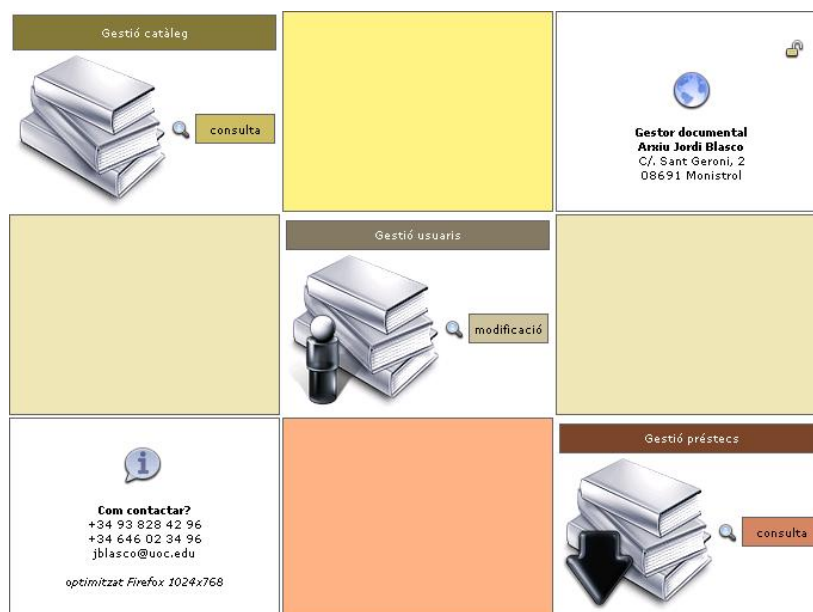 Gestió catàleg
consulta
Gestor documental
Arxiu Jordi Blasco
C/. Sant Geroni, 2
08691 Monistrol
Gestió usuaris
modificació
Com contactar?
+34 93 828 42 96
+34 646 02 34 96
jblasco@uoc.edu
optimitzat Firefox 1024x768
Gestió préstecs
consulta